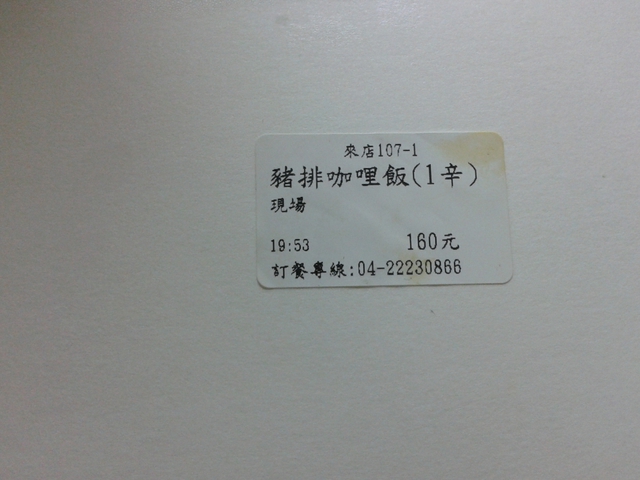 來店107-1
豬排咖哩飯(1辛)
現場
19:53 160元
訂餐專線:04-22230866